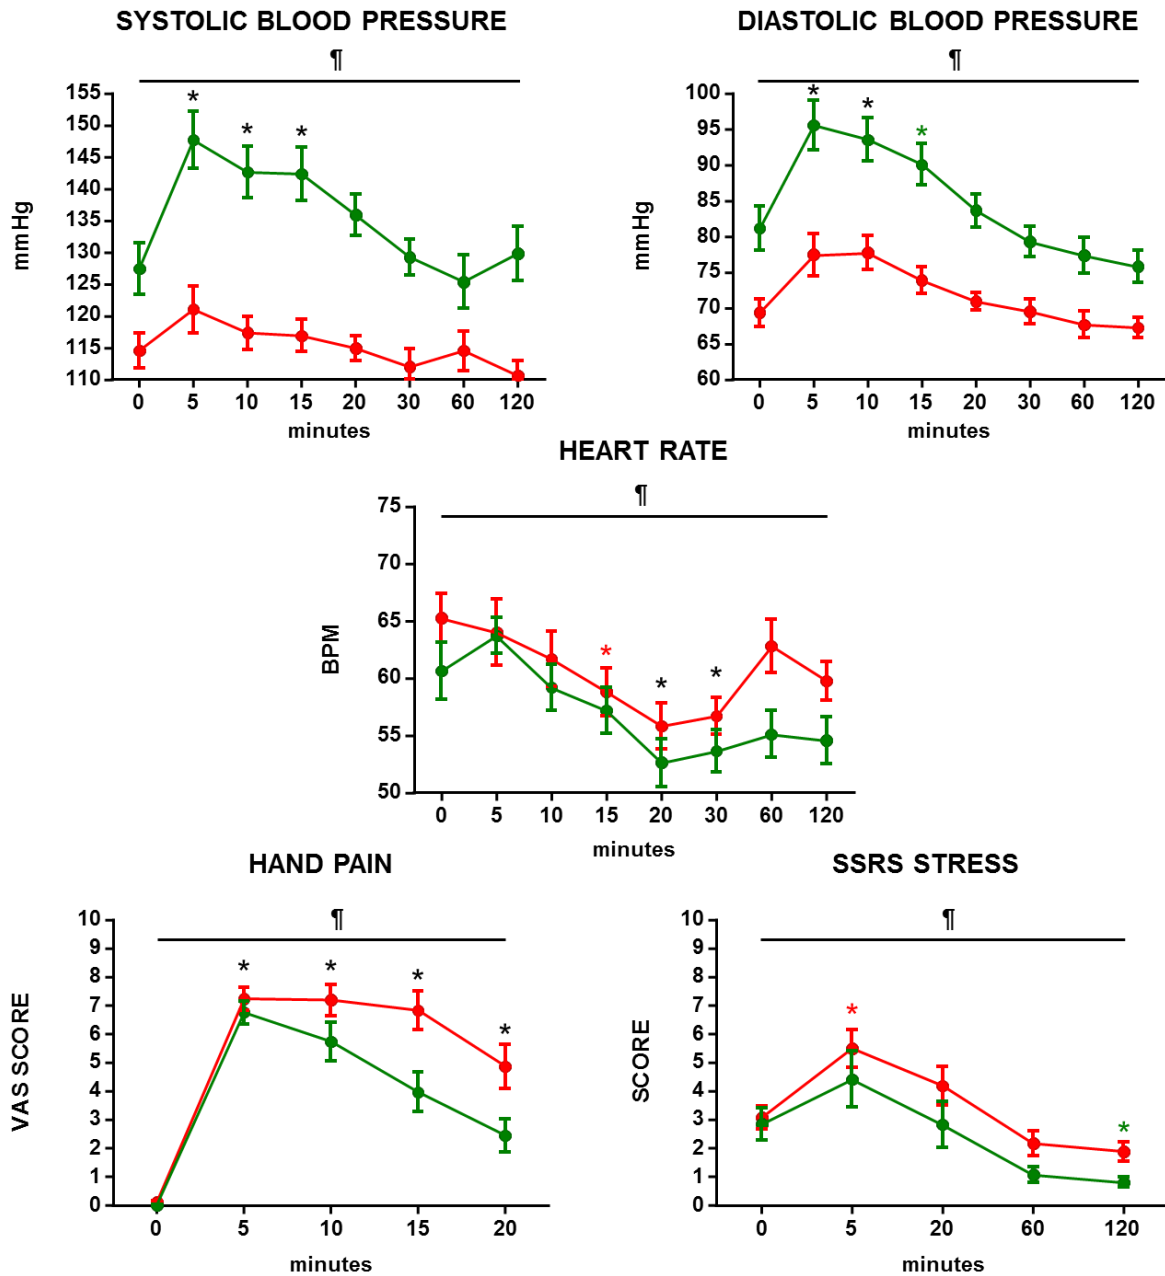 SYSTOLIC BLOOD PRESSURE
¶
155
150
145
140
135
130
125
120
115
110
mmHg
* * *
0 5 10 15 20 30 60 120
minutes
DIASTOLIC BLOOD PRESSURE
¶
100
95
90
85
80
75
70
65
60
mmHg
* * *
0 5 10 15 20 30 60 120
minutes
HEART RATE
¶
75
70
65
60
55
50
BPM
* * *
0 5 10 15 20 30 60 120
minutes
HAND PAIN
¶
10
9
8
7
6
5
4
3
2
1
0
VAS SCORE
* * * *
0 5 10 15 20
minutes
SSRS STRESS
¶
10
9
8
7
6
5
4
3
2
1
0
SCORE
* *
0 5 20 60 120
minutes